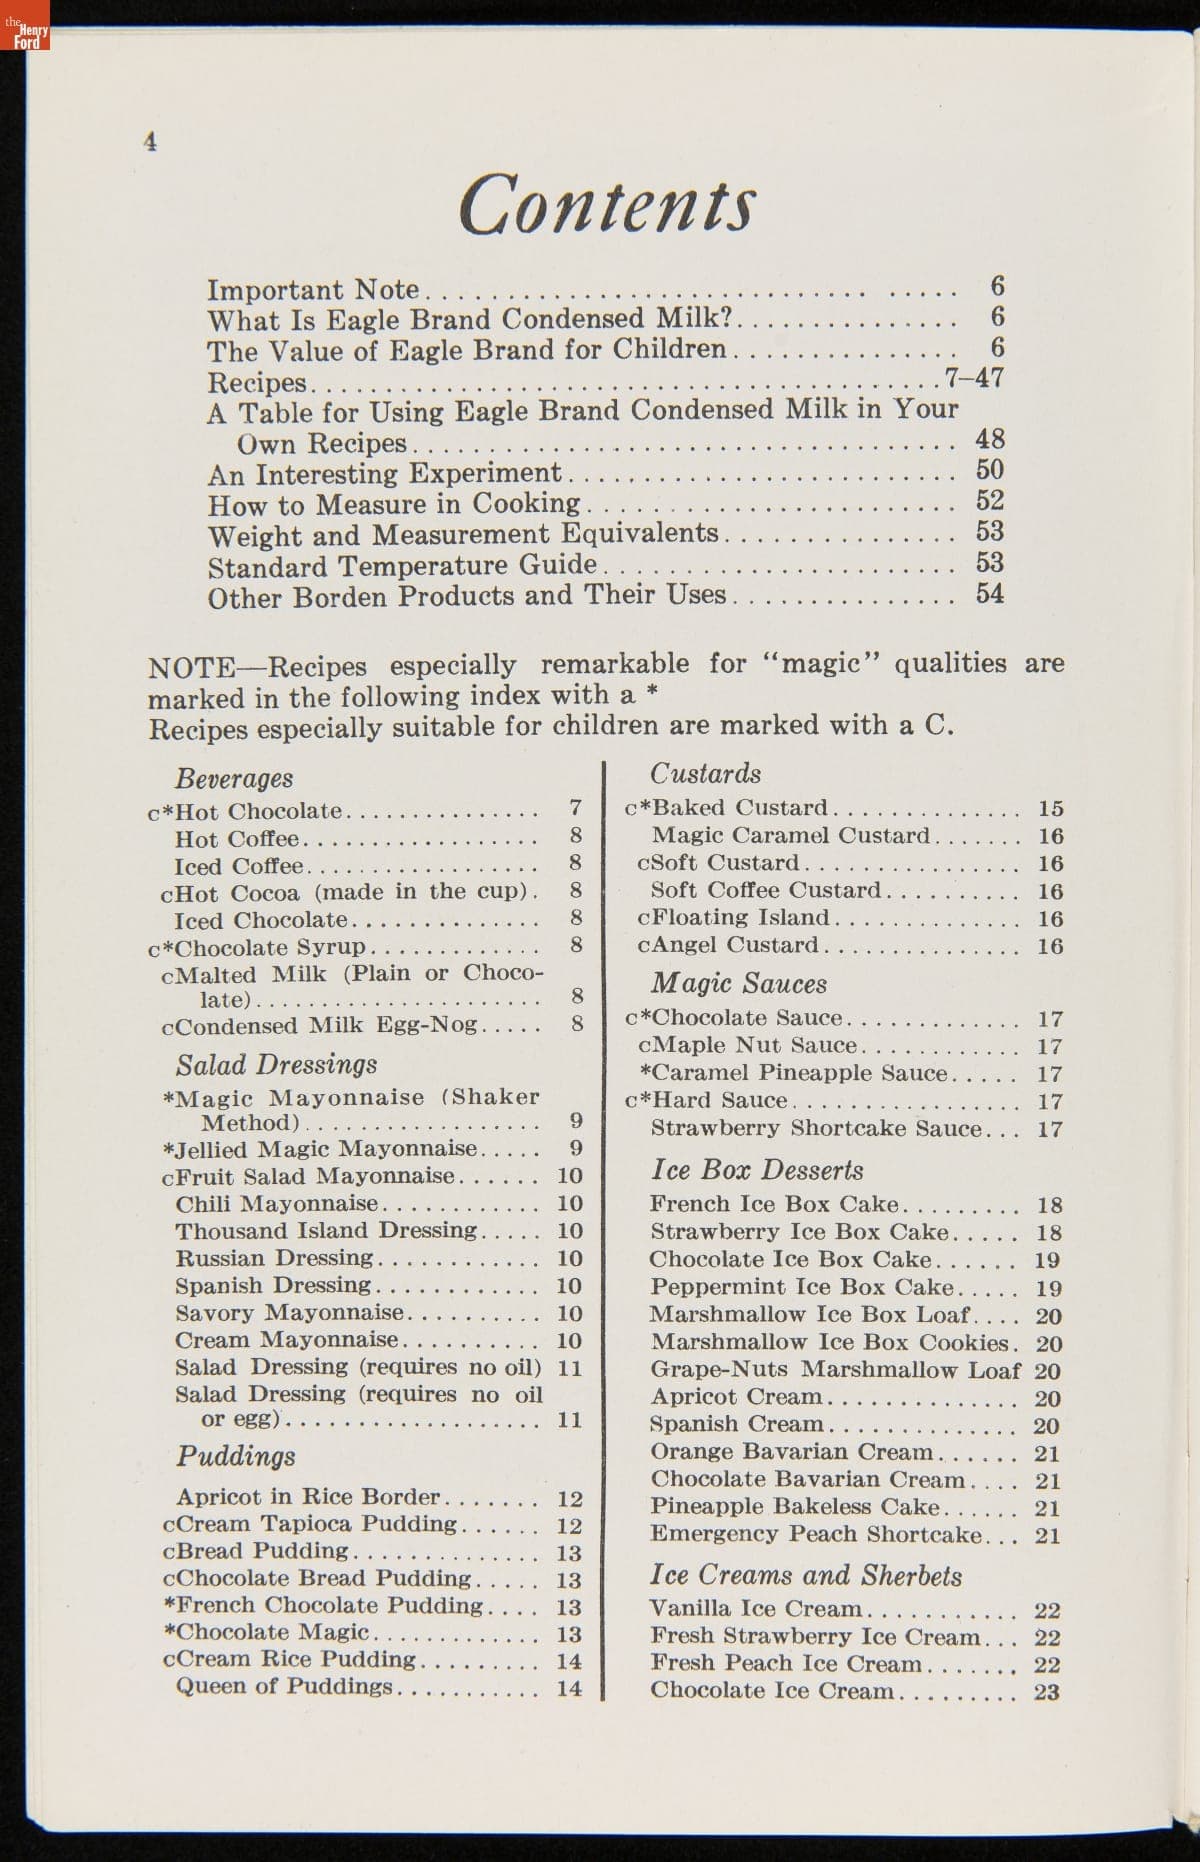 the
Henry
Ford
4
Contents
Important Note. . . . . . . . . . . . . . . . . . . . . . . . . . . . . . . . . 6
What Is Eagle Brand Condensed Milk?. . . . . . . . . . . . . . . 6
The Value of Eagle Brand for Children. . . . . . . . . . . . . . . 6
Recipes. . . . . . . . . . . . . . . . . . . . . . . . . . . . . . . . . . . . . . . .7–47
A Table for Using Eagle Brand Condensed Milk in Your
Own Recipes. . . . . . . . . . . . . . . . . . . . . . . . . . . . . . . . . . 48
An Interesting Experiment. . . . . . . . . . . . . . . . . . . . . . . . . 50
How to Measure in Cooking. . . . . . . . . . . . . . . . . . . . . . . . 52
Weight and Measurement Equivalents. . . . . . . . . . . . . . . 53
Standard Temperature Guide. . . . . . . . . . . . . . . . . . . . . . . 53
Other Borden Products and Their Uses. . . . . . . . . . . . . . . 54
NOTE—Recipes especially remarkable for “magic” qualities are
marked in the following index with a *
Recipes especially suitable for children are marked with a C.
Beverages
c*Hot Chocolate. . . . . . . . . . . . . . . 7
Hot Coffee. . . . . . . . . . . . . . . . . . 8
Iced Coffee. . . . . . . . . . . . . . . . . . 8
cHot Cocoa (made in the cup). 8
Iced Chocolate. . . . . . . . . . . . . . . 8
c*Chocolate Syrup. . . . . . . . . . . . . 8
cMalted Milk (Plain or Choco-
late). . . . . . . . . . . . . . . . . . . . . . 8
cCondensed Milk Egg-Nog. . . . . 8
Salad Dressings
*Magic Mayonnaise (Shaker
Method). . . . . . . . . . . . . . . . . . 9
*Jellied Magic Mayonnaise. . . . . 9
cFruit Salad Mayonnaise. . . . . . 10
Chili Mayonnaise. . . . . . . . . . . . 10
Thousand Island Dressing. . . . . 10
Russian Dressing. . . . . . . . . . . . 10
Spanish Dressing. . . . . . . . . . . . 10
Savory Mayonnaise. . . . . . . . . . 10
Cream Mayonnaise. . . . . . . . . . 10
Salad Dressing (requires no oil) 11
Salad Dressing (requires no oil
or egg). . . . . . . . . . . . . . . . . . . 11
Puddings
Apricot in Rice Border. . . . . . . 12
cCream Tapioca Pudding. . . . . . 12
cBread Pudding. . . . . . . . . . . . . . 13
cChocolate Bread Pudding. . . . . 13
*French Chocolate Pudding. . . . 13
*Chocolate Magic. . . . . . . . . . . . . 13
cCream Rice Pudding. . . . . . . . . 14
Queen of Puddings. . . . . . . . . . . 14
Custards
c*Baked Custard. . . . . . . . . . . . . . 15
Magic Caramel Custard. . . . . . . 16
cSoft Custard. . . . . . . . . . . . . . . . 16
Soft Coffee Custard. . . . . . . . . . 16
cFloating Island. . . . . . . . . . . . . . 16
cAngel Custard. . . . . . . . . . . . . . . 16
Magic Sauces
c*Chocolate Sauce. . . . . . . . . . . . . 17
cMaple Nut Sauce. . . . . . . . . . . . 17
*Caramel Pineapple Sauce. . . . . 17
c*Hard Sauce. . . . . . . . . . . . . . . . . 17
Strawberry Shortcake Sauce. . . 17
Ice Box Desserts
French Ice Box Cake. . . . . . . . . 18
Strawberry Ice Box Cake. . . . . 18
Chocolate Ice Box Cake. . . . . . 19
Peppermint Ice Box Cake. . . . . 19
Marshmallow Ice Box Loaf. . . . 20
Marshmallow Ice Box Cookies. 20
Grape-Nuts Marshmallow Loaf 20
Apricot Cream. . . . . . . . . . . . . . 20
Spanish Cream. . . . . . . . . . . . . . 20
Orange Bavarian Cream. . . . . . 21
Chocolate Bavarian Cream. . . . 21
Pineapple Bakeless Cake. . . . . . 21
Emergency Peach Shortcake. . . 21
Ice Creams and Sherbets
Vanilla Ice Cream. . . . . . . . . . . 22
Fresh Strawberry Ice Cream. . . 22
Fresh Peach Ice Cream. . . . . . . 22
Chocolate Ice Cream. . . . . . . . . 23